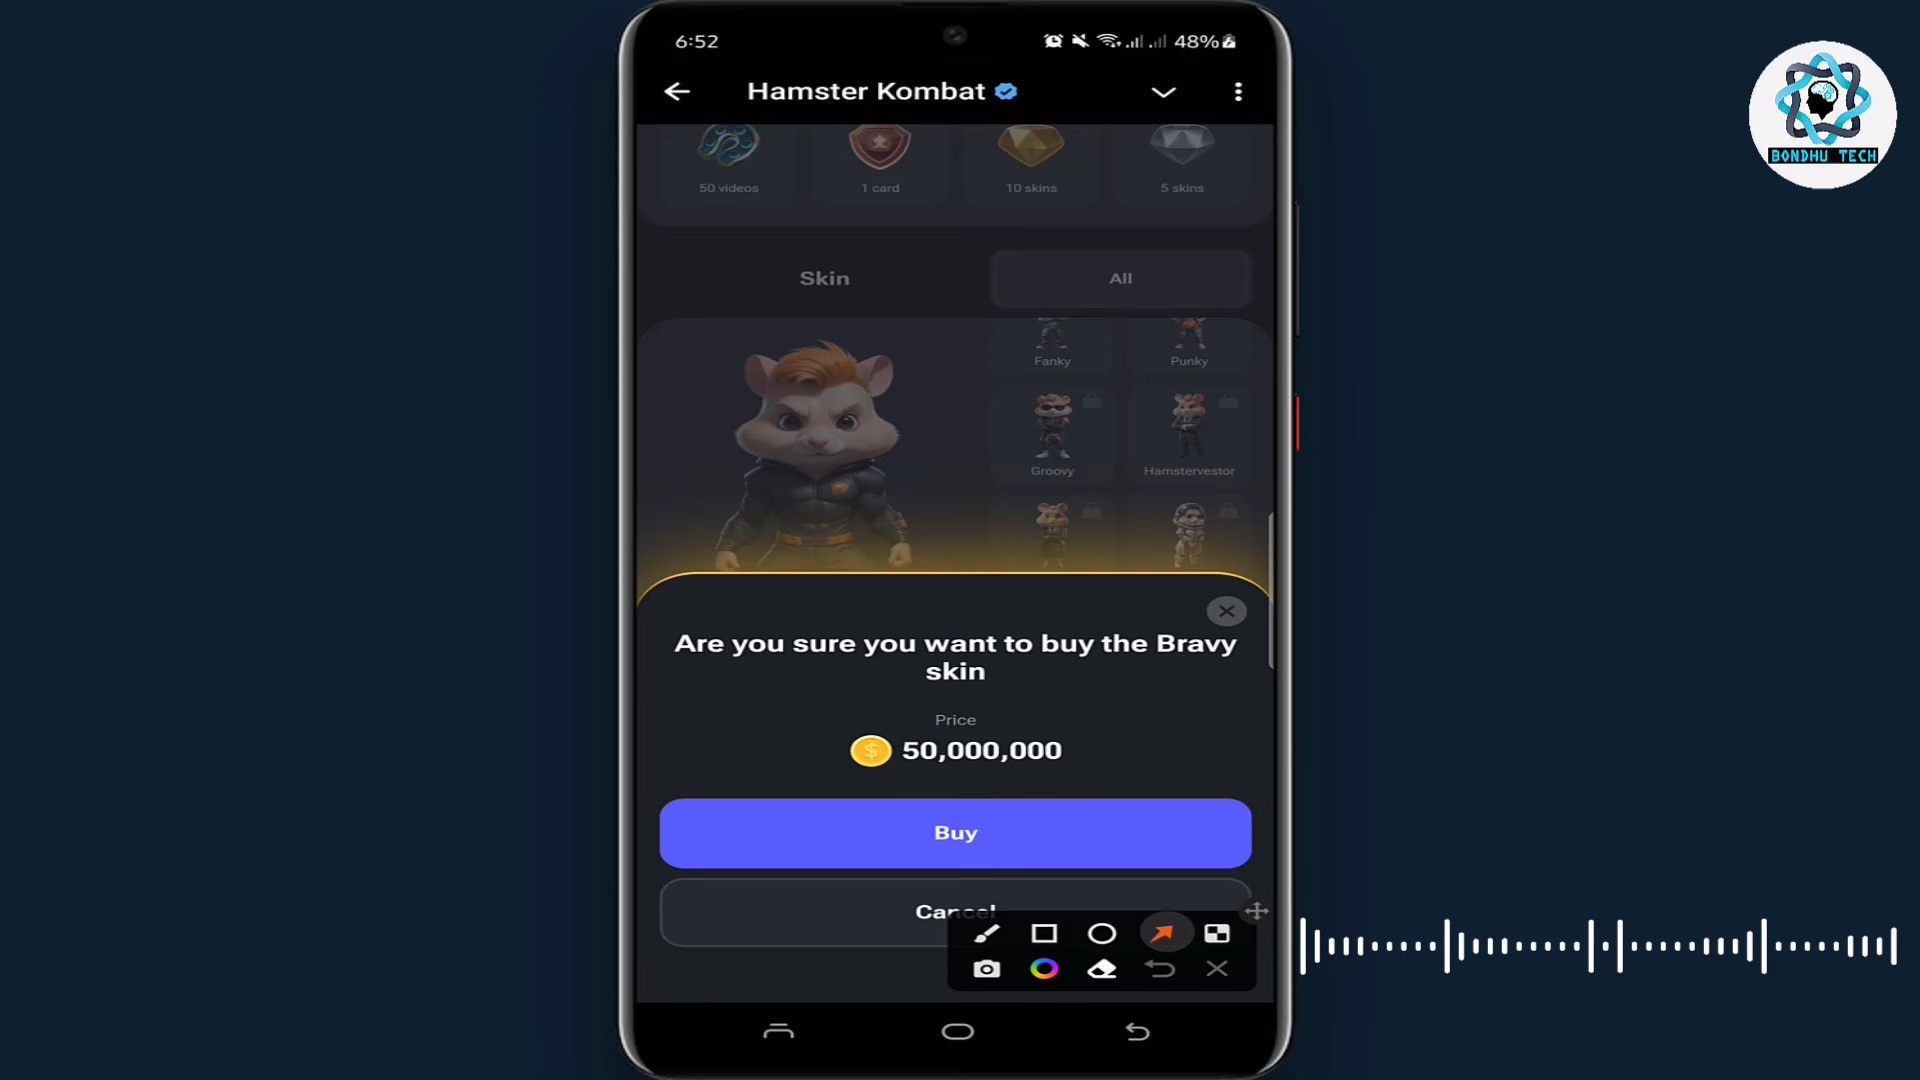 6:52
48%
Hamster Kombat
BONDHU TECH
50 videos
1 card
10 skins
5 skins
Skin
All
Fanky
Punky
Groovy
Hamstervestor
Are you sure you want to buy the Bravy
skin
Price
$ 50,000,000
Buy
Cancel